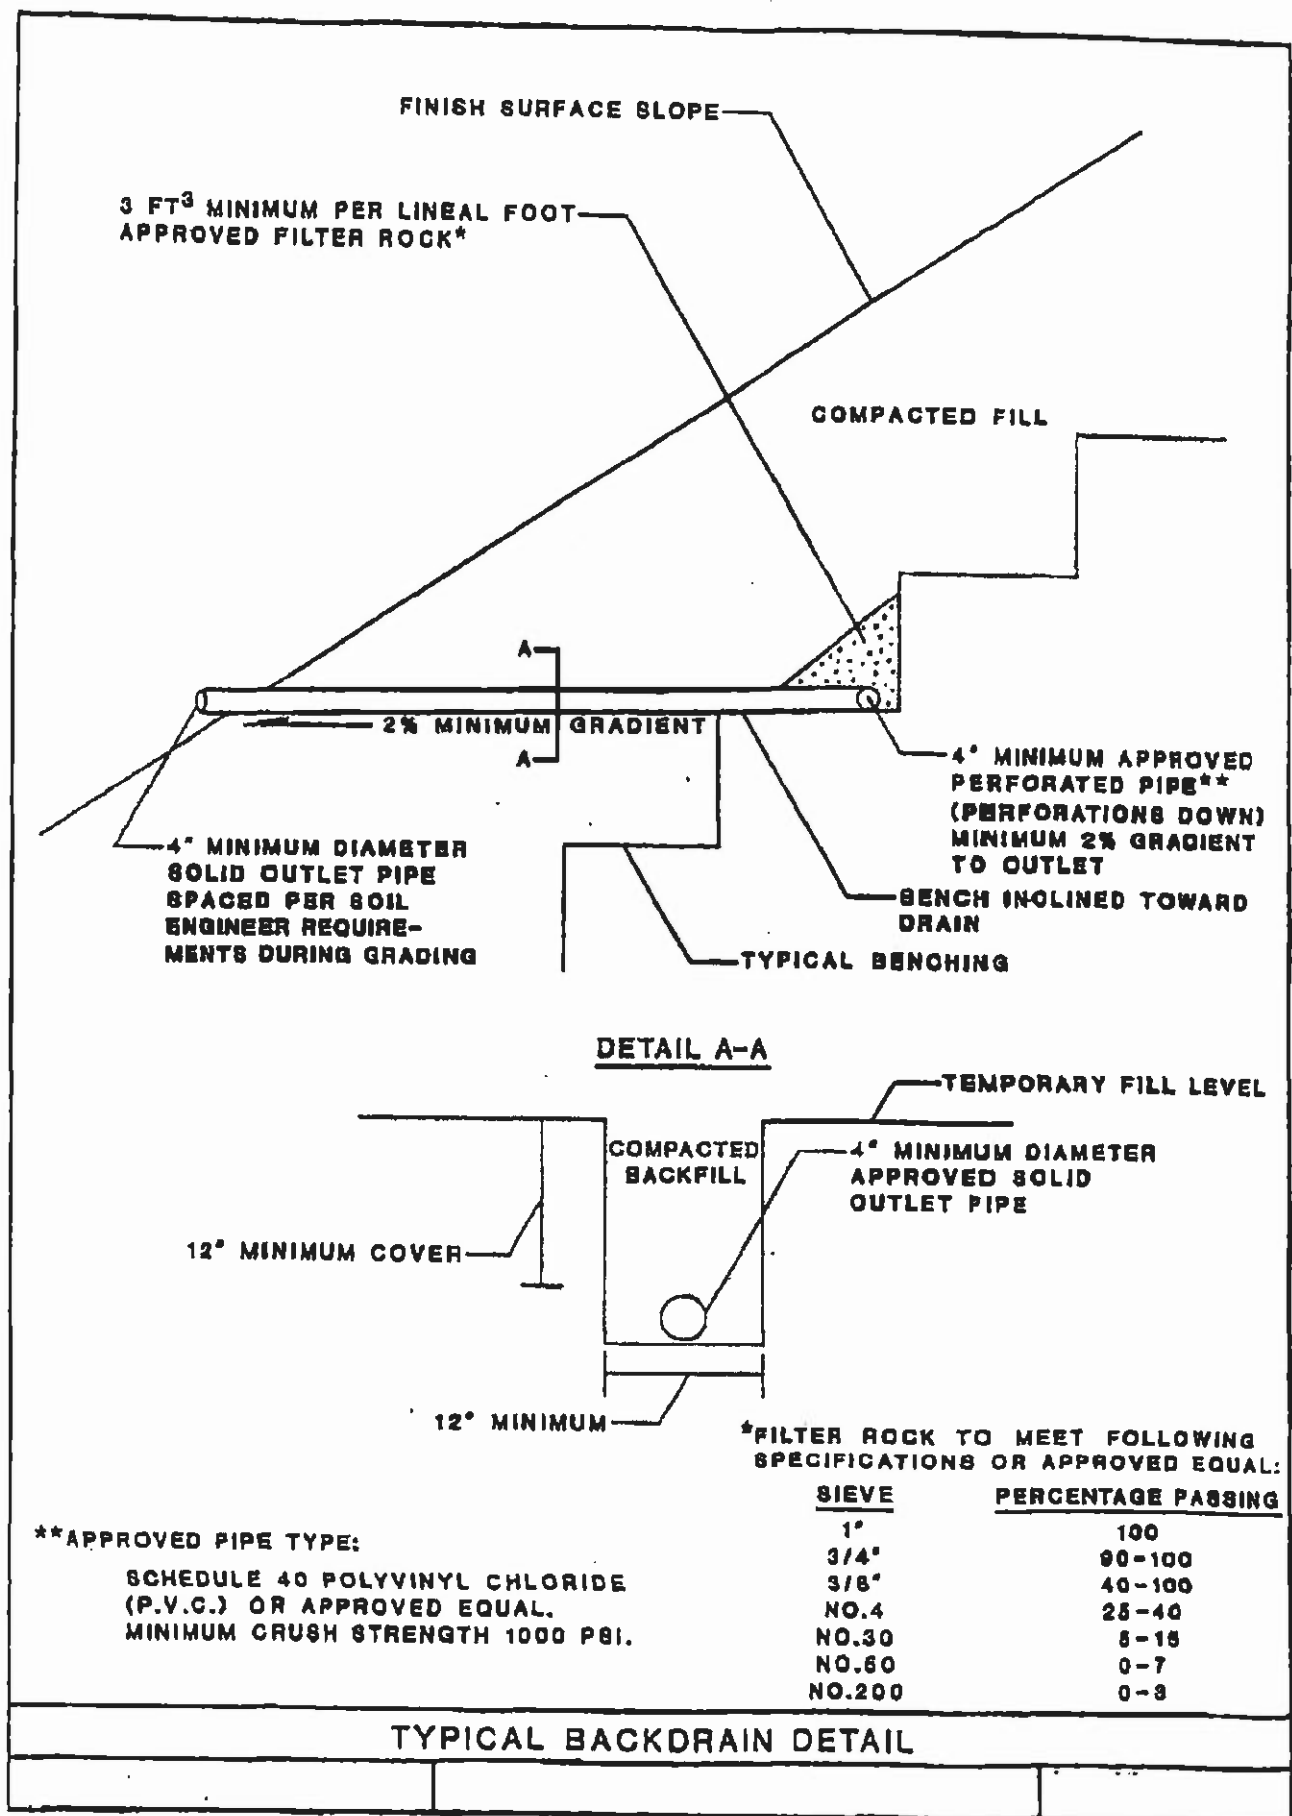 FINISH SURFACE SLOPE
3 FT³ MINIMUM PER LINEAL FOOT
APPROVED FILTER ROCK*
COMPACTED FILL
A
2% MINIMUM GRADIENT
A
4" MINIMUM APPROVED
PERFORATED PIPE**
(PERFORATIONS DOWN)
MINIMUM 2% GRADIENT
TO OUTLET
4" MINIMUM DIAMETER
SOLID OUTLET PIPE
SPACED PER SOIL
ENGINEER REQUIRE-
MENTS DURING GRADING
BENCH INCLINED TOWARD
DRAIN
TYPICAL BENCHING
DETAIL A-A
TEMPORARY FILL LEVEL
COMPACTED
BACKFILL
4" MINIMUM DIAMETER
APPROVED SOLID
OUTLET PIPE
12" MINIMUM COVER
12" MINIMUM
*FILTER ROCK TO MEET FOLLOWING
SPECIFICATIONS OR APPROVED EQUAL:
SIEVE PERCENTAGE PASSING
1" 100
3/4" 90-100
3/8" 40-100
NO.4 25-40
NO.30 5-15
NO.50 0-7
NO.200 0-3
**APPROVED PIPE TYPE:
SCHEDULE 40 POLYVINYL CHLORIDE
(P.V.C.) OR APPROVED EQUAL.
MINIMUM CRUSH STRENGTH 1000 PSI.
TYPICAL BACKDRAIN DETAIL